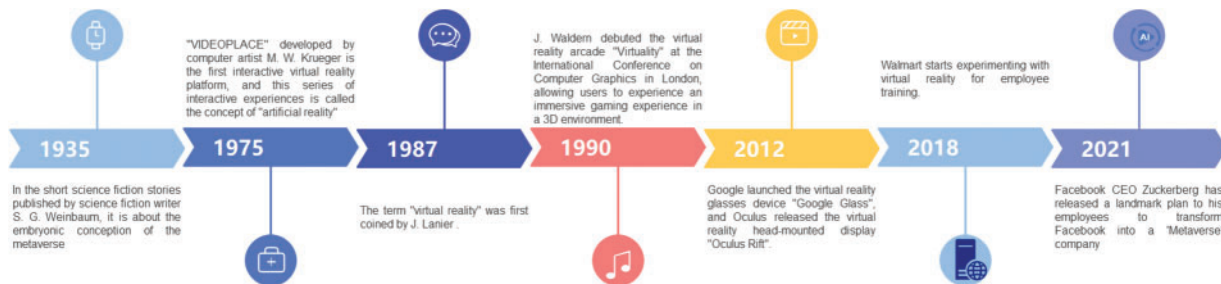 "VIDEOPLACE" developed by
computer artist M. W. Krueger is
the first interactive virtual reality
platform, and this series of
interactive experiences is called
the concept of "artificial reality"
J. Waldern debuted the virtual
reality arcade "Virtuality" at the
International Conference on
Computer Graphics in London,
allowing users to experience an
immersive gaming experience in
a 3D environment.
Walmart starts experimenting with
virtual reality for employee
training.
AI
1935
1975
1987
1990
2012
2018
2021
In the short science fiction stories
published by science fiction writer
S. G. Weinbaum, it is about the
embryonic conception of the
metaverse
The term "virtual reality" was first
coined by J. Lanier .
Google launched the virtual reality
glasses device "Google Glass",
and Oculus released the virtual
reality head-mounted display
"Oculus Rift".
Facebook CEO Zuckerberg has
released a landmark plan to his
employees to transform
Facebook into a 'Metaverse'
company